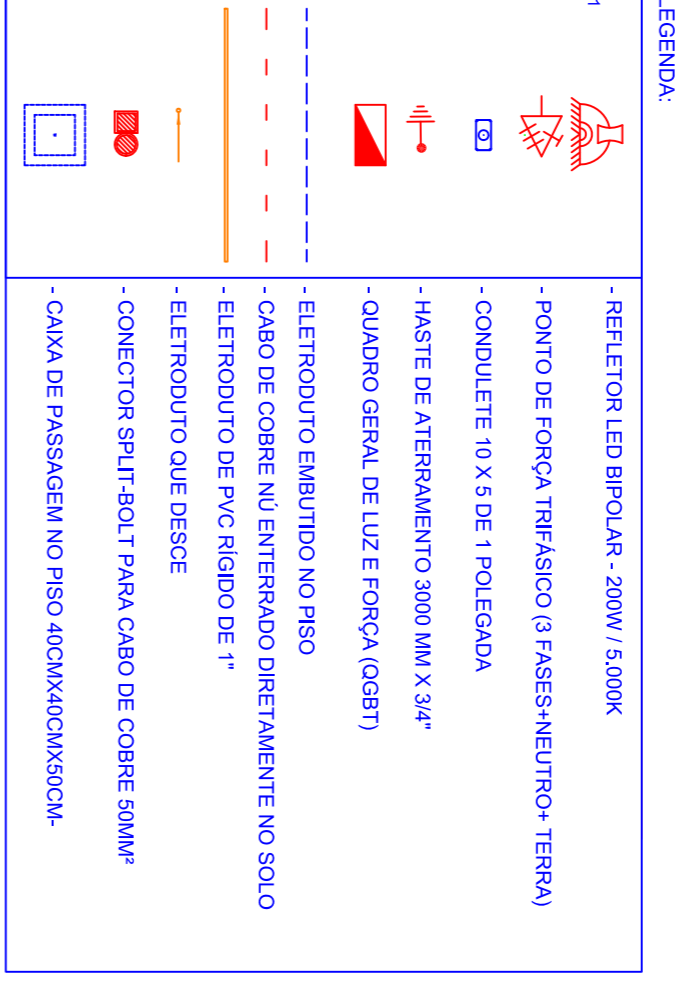 LEGENDA:
1
- REFLETOR LED BIPOLAR - 200W / 5.000K
- PONTO DE FORÇA TRIFÁSICO (3 FASES+NEUTRO+ TERRA)
- CONDULETE 10 X 5 DE 1 POLEGADA
- HASTE DE ATERRAMENTO 3000 MM X 3/4"
- QUADRO GERAL DE LUZ E FORÇA (QGBT)
- ELETRODUTO EMBUTIDO NO PISO
- CABO DE COBRE NÚ ENTERRADO DIRETAMENTE NO SOLO
- ELETRODUTO DE PVC RÍGIDO DE 1"
- ELETRODUTO QUE DESCE
- CONECTOR SPLIT-BOLT PARA CABO DE COBRE 50MM²
- CAIXA DE PASSAGEM NO PISO 40CMX40CMX50CM-